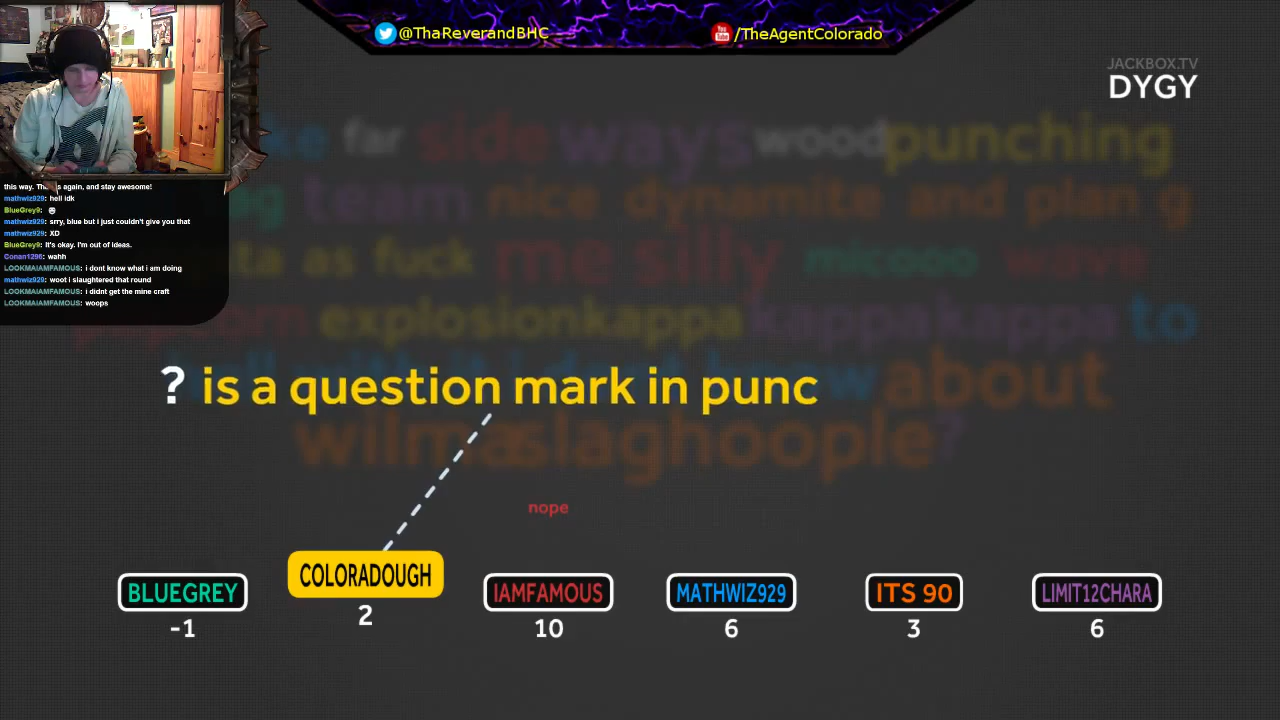 @ThaReverandBHC
/TheAgentColorado
JACKBOX.TV
DYGY
far side ways wood punching
team nice dynomite and plan g
as fuck me silly micooo wave
explosionkappa kappakappa to
about
wilma slaghoople ?
this way. again, and stay awesome!
mathwiz929: hell idk
BlueGrey9:
mathwiz929: srry, blue but i just couldn't give you that
mathwiz929: XD
BlueGrey9: It's okay. I'm out of ideas.
Conan1296: wahh
LOOKMAIAMFAMOUS: i dont know what i am doing
mathwiz929: woot i slaughtered that round
LOOKMAIAMFAMOUS: i didnt get the mine craft
LOOKMAIAMFAMOUS: woops
? is a question mark in punc
nope
BLUEGREY
-1
COLORADOUGH
2
IAMFAMOUS
10
MATHWIZ929
6
ITS 90
3
LIMIT12CHARA
6